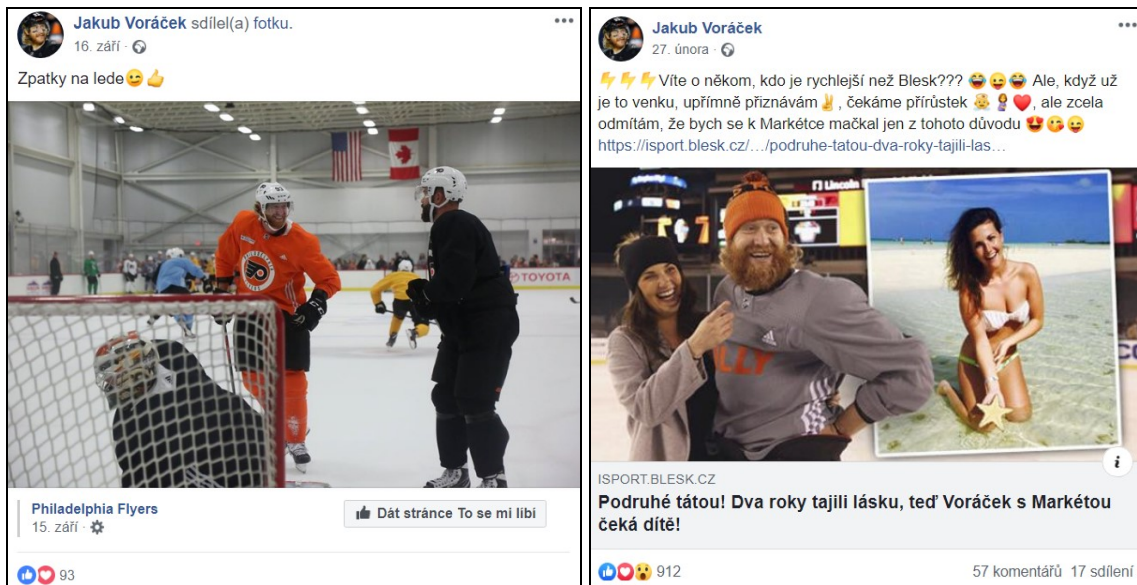 Jakub Voráček sdílel(a) fotku.
16. září
Zpatky na lede
TOYOTA
Philadelphia Flyers
15. září
Dát stránce To se mi líbí
93
Jakub Voráček
27. února
Víte o někom, kdo je rychlejší než Blesk??? Ale, když už
je to venku, upřímně přiznávám, čekáme přírůstek, ale zcela
odmítám, že bych se k Markétce mačkal jen z tohoto důvodu
https://isport.blesk.cz/…/podruhe-tatou-dva-roky-tajili-las…
Lincoln
LLY
ISPORT.BLESK.CZ
Podruhé tátou! Dva roky tajili lásku, teď Voráček s Markétou
čeká dítě!
912
57 komentářů 17 sdílení